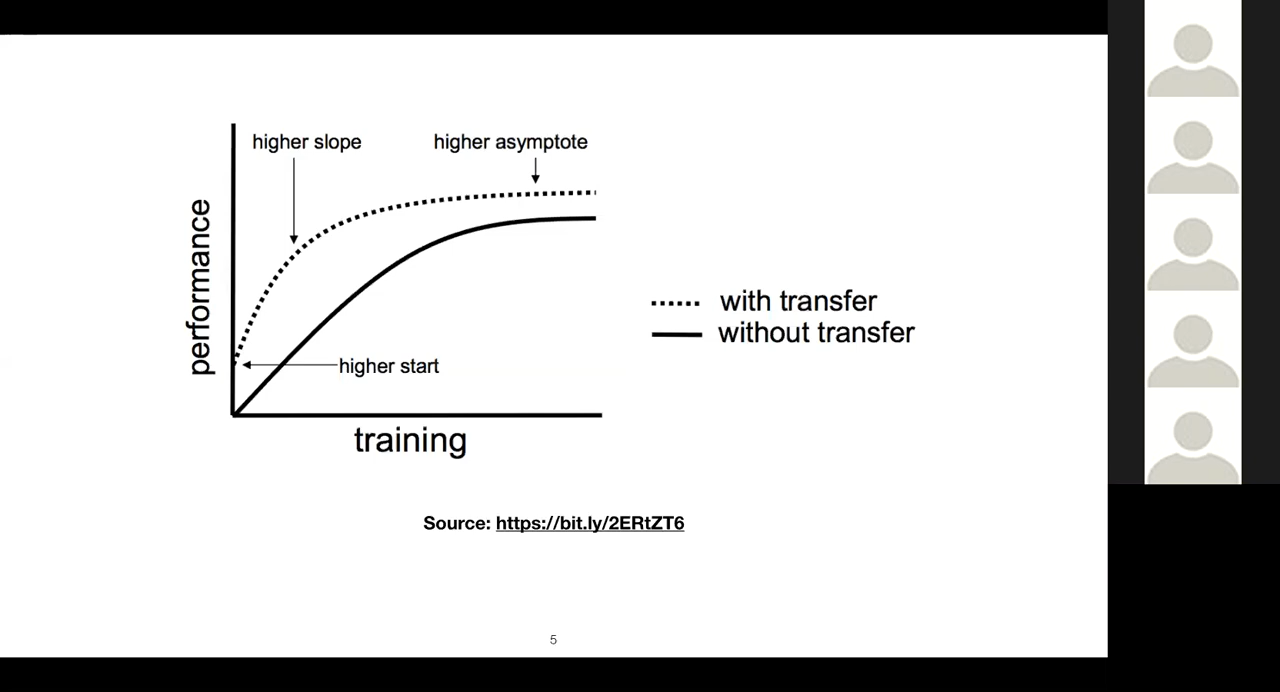 higher slope
higher asymptote
performance
with transfer
without transfer
higher start
training
Source: https://bit.ly/2ERtZT6
5